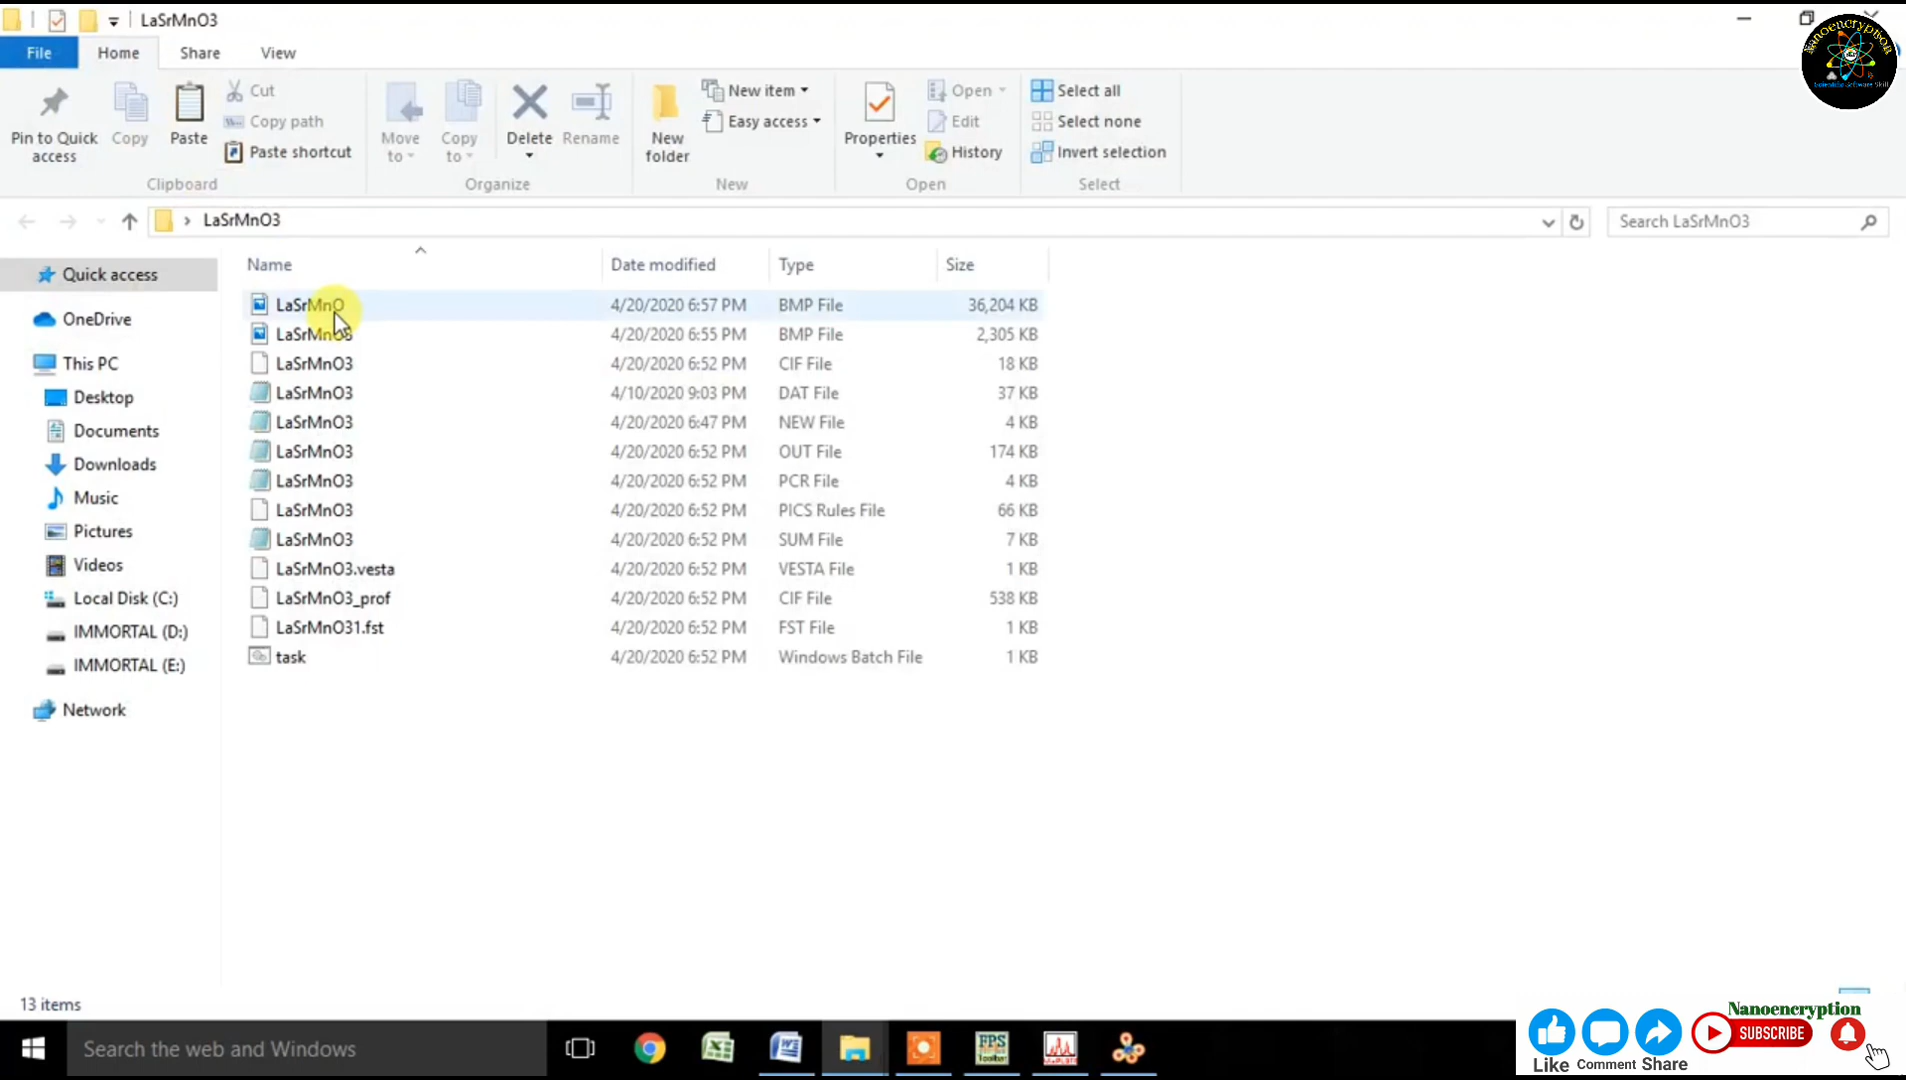 LaSrMnO3
File Home Share View
Pin to Quick access
Copy
Paste
Cut
Copy path
Paste shortcut
Clipboard
Move to
Copy to
Delete
Rename
Organize
New folder
New item
Easy access
New
Properties
Open
Edit
History
Open
Select all
Select none
Invert selection
Select
Nanoencryption
Scientific Software Skill
LaSrMnO3
Search LaSrMnO3
Name Date modified Type Size
Quick access
OneDrive
This PC
Desktop
Documents
Downloads
Music
Pictures
Videos
Local Disk (C:)
IMMORTAL (D:)
IMMORTAL (E:)
Network
LaSrMnO 4/20/2020 6:57 PM BMP File 36,204 KB
LaSrMnO3 4/20/2020 6:55 PM BMP File 2,305 KB
LaSrMnO3 4/20/2020 6:52 PM CIF File 18 KB
LaSrMnO3 4/10/2020 9:03 PM DAT File 37 KB
LaSrMnO3 4/20/2020 6:47 PM NEW File 4 KB
LaSrMnO3 4/20/2020 6:52 PM OUT File 174 KB
LaSrMnO3 4/20/2020 6:52 PM PCR File 4 KB
LaSrMnO3 4/20/2020 6:52 PM PICS Rules File 66 KB
LaSrMnO3 4/20/2020 6:52 PM SUM File 7 KB
LaSrMnO3.vesta 4/20/2020 6:52 PM VESTA File 1 KB
LaSrMnO3_prof 4/20/2020 6:52 PM CIF File 538 KB
LaSrMnO31.fst 4/20/2020 6:52 PM FST File 1 KB
task 4/20/2020 6:52 PM Windows Batch File 1 KB
13 items
Nanoencryption
SUBSCRIBE
Like Comment Share
Search the web and Windows
FPS
Toolbar